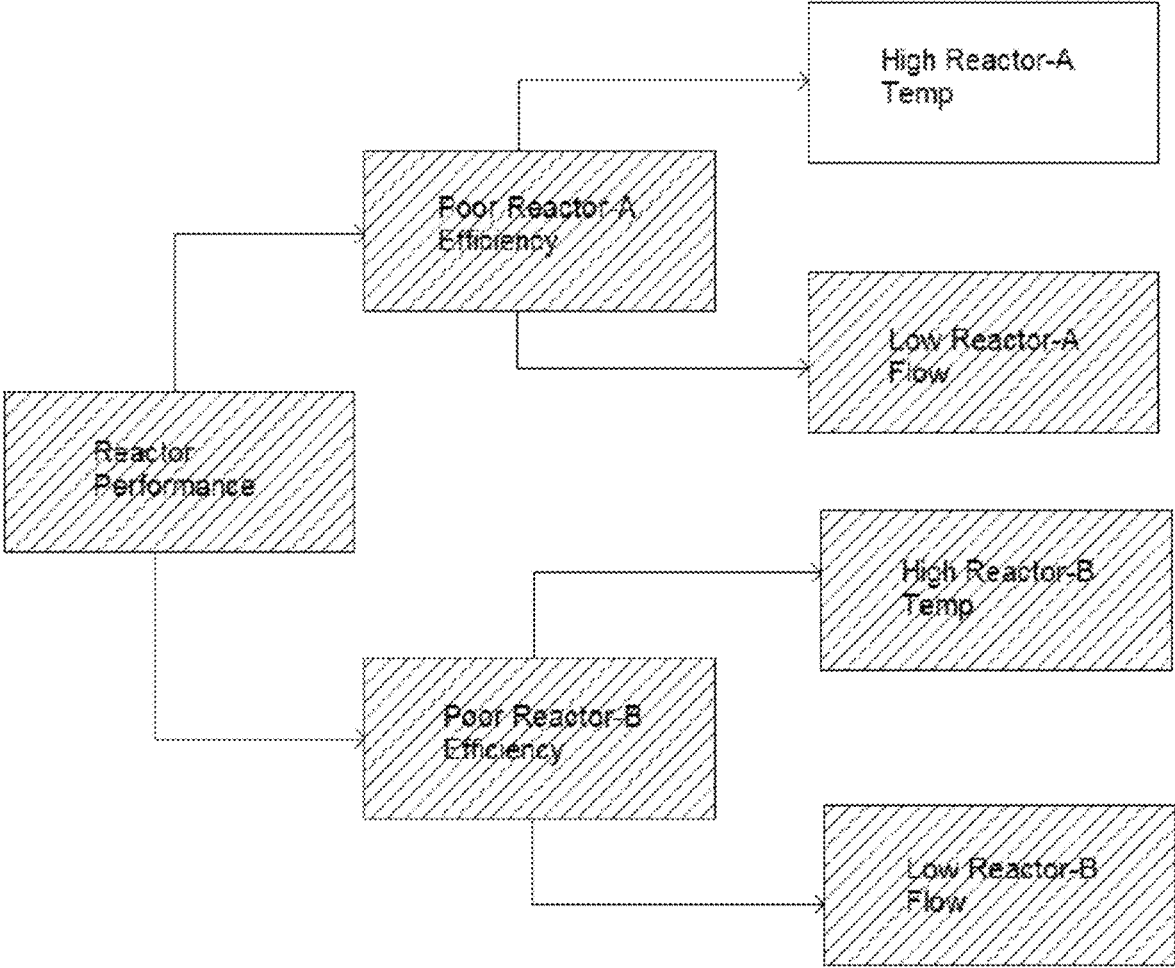 High Reactor-A
Temp
Poor Reactor-A
Efficiency
Low Reactor-A
Flow
Reactor
Performance
High Reactor-B
Temp
Poor Reactor-B
Efficiency
Low Reactor-B
Flow